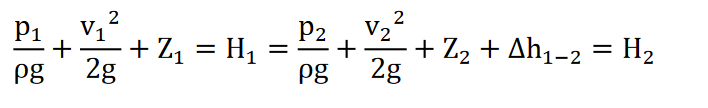 p₁/ρg + v₁²/2g + Z₁ = H₁ = p₂/ρg + v₂²/2g + Z₂ + Δh₁₋₂ = H₂